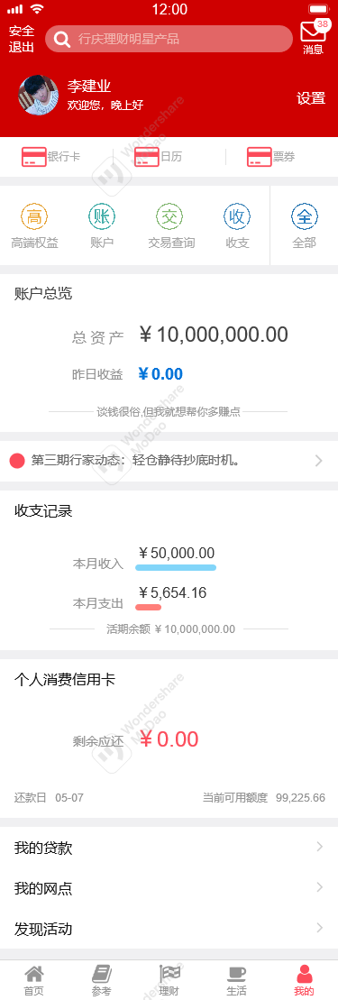 12:00
安全退出
行庆理财明星产品
38
消息
李建业
欢迎您，晚上好
设置
银行卡 日历 票券
高 账 交 收 全
高端权益 账户 交易查询 收支 全部
账户总览
总 资 产 ￥10,000,000.00
昨日收益 ￥0.00
谈钱很俗,但我就想帮你多赚点
第三期行家动态：轻仓静待抄底时机。
收支记录
本月收入 ￥50,000.00
本月支出 ￥5,654.16
活期余额 ￥10,000,000.00
个人消费信用卡
剩余应还 ￥0.00
还款日 05-07 当前可用额度 99,225.66
我的贷款
我的网点
发现活动
首页 参考 理财 生活 我的
Wondershare
MoDao
Wondershare
MoDao
Wondershare
MoDao
Wondershare